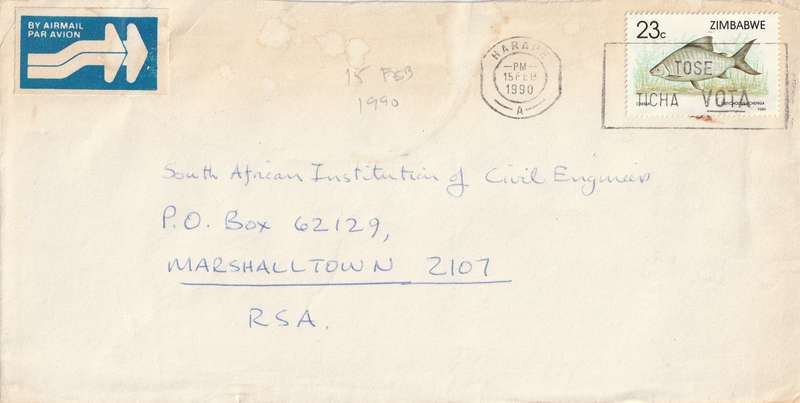 BY AIRMAIL
PAR AVION
HARARE
PM
15 FEB
1990
A
23c
ZIMBABWE
TOSE
TICHA VOTA
15 FEB
1990
South African Institution of Civil Engineers
P.O. Box 62129,
MARSHALLTOWN 2107
RSA.